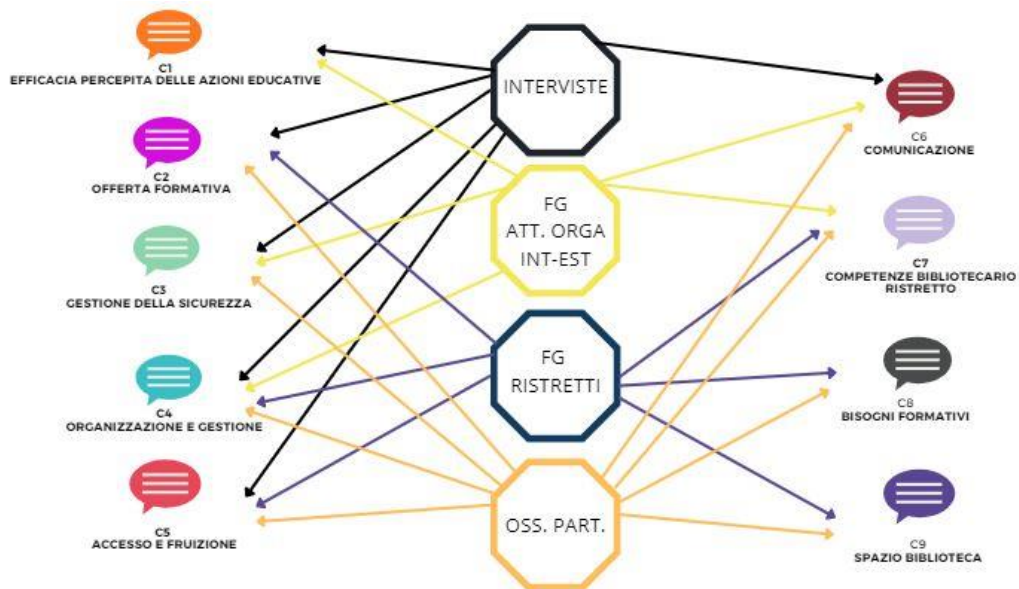 C1
EFFICACIA PERCEPITA DELLE AZIONI EDUCATIVE
C2
OFFERTA FORMATIVA
C3
GESTIONE DELLA SICUREZZA
C4
ORGANIZZAZIONE E GESTIONE
C5
ACCESSO E FRUIZIONE
INTERVISTE
FG
ATT. ORGA
INT-EST
FG
RISTRETTI
OSS. PART.
C6
COMUNICAZIONE
C7
COMPETENZE BIBLIOTECARIO
RISTRETTO
C8
BISOGNI FORMATIVI
C9
SPAZIO BIBLIOTECA